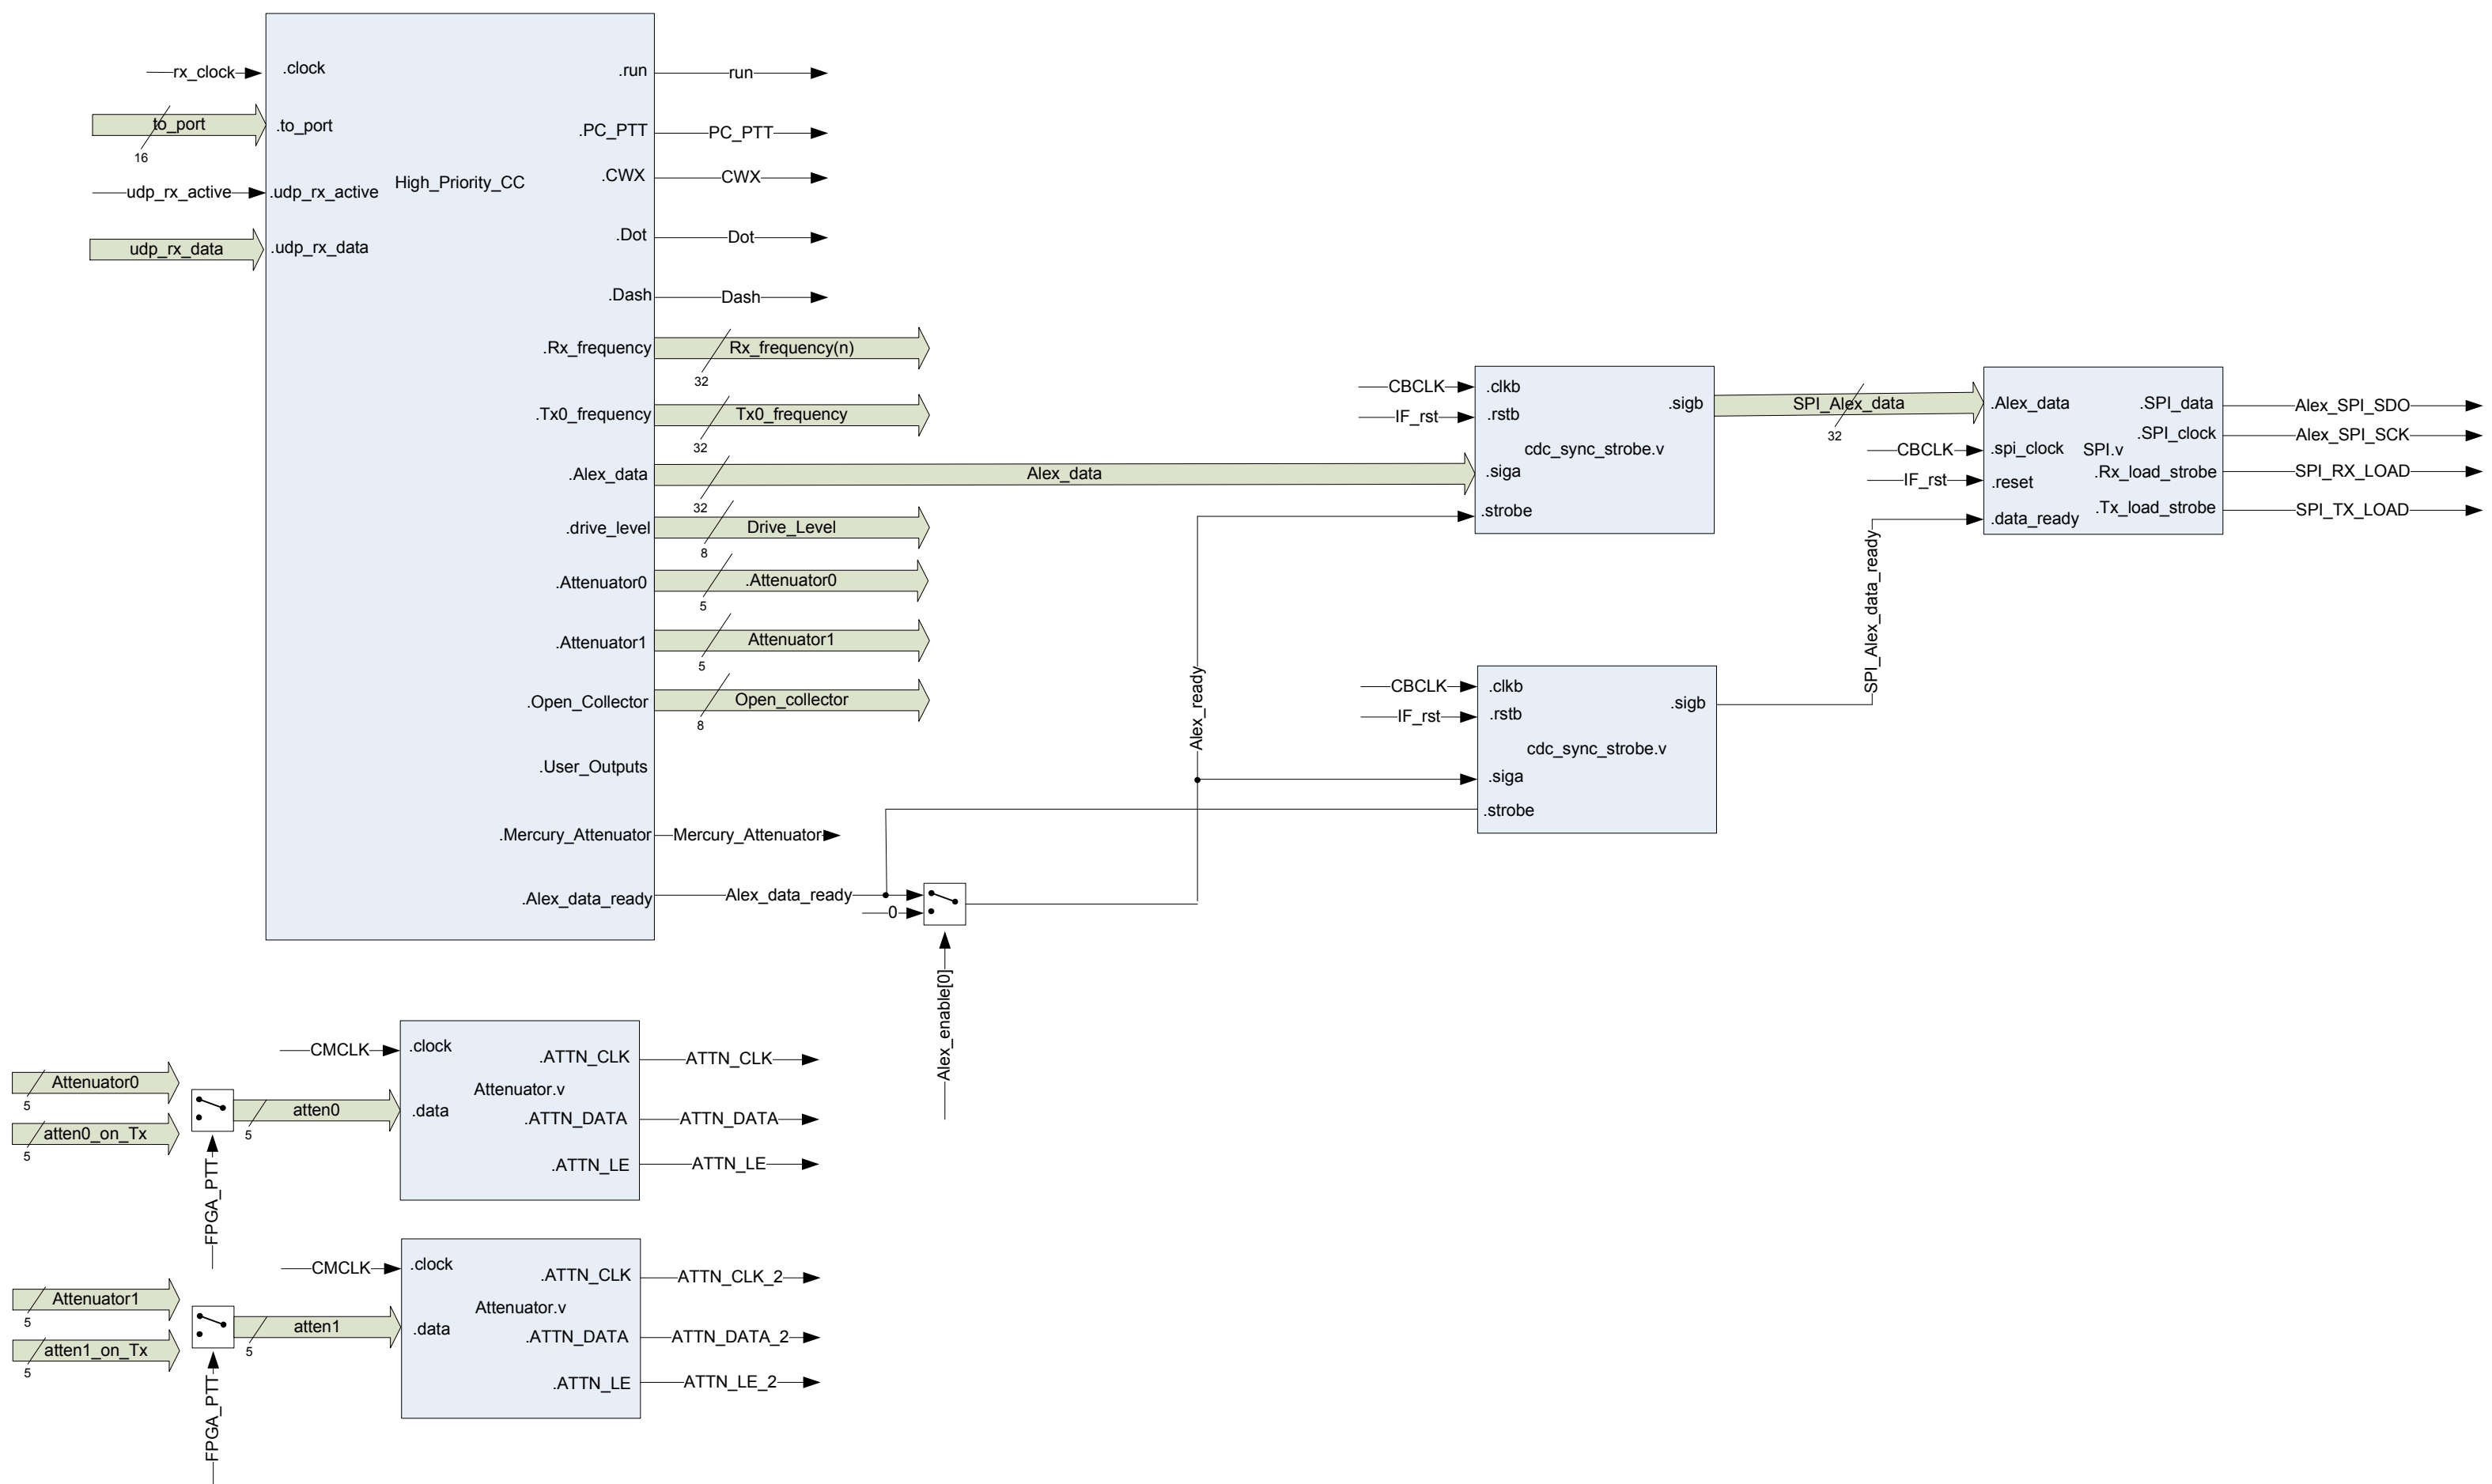 rx_clock
.clock
.run
run
to_port
16
.to_port
.PC_PTT
PC_PTT
udp_rx_active
.udp_rx_active
High_Priority_CC
.CWX
CWX
udp_rx_data
.udp_rx_data
.Dot
Dot
.Dash
Dash
.Rx_frequency
Rx_frequency(n)
32
.Tx0_frequency
Tx0_frequency
32
.Alex_data
Alex_data
32
.drive_level
Drive_Level
8
.Attenuator0
.Attenuator0
5
.Attenuator1
Attenuator1
5
.Open_Collector
Open_collector
8
.User_Outputs
.Mercury_Attenuator
Mercury_Attenuator
.Alex_data_ready
Alex_data_ready
0
Alex_enable[0]
Alex_ready
CBCLK
.clkb
IF_rst
.rstb
.sigb
cdc_sync_strobe.v
.siga
.strobe
SPI_Alex_data
32
CBCLK
.clkb
IF_rst
.rstb
.sigb
cdc_sync_strobe.v
.siga
.strobe
SPI_Alex_data_ready
.Alex_data
.SPI_data
Alex_SPI_SDO
.SPI_clock
Alex_SPI_SCK
CBCLK
.spi_clock
SPI.v
.Rx_load_strobe
SPI_RX_LOAD
IF_rst
.reset
.Tx_load_strobe
SPI_TX_LOAD
.data_ready
CMCLK
.clock
.ATTN_CLK
ATTN_CLK
Attenuator0
5
Attenuator.v
atten0
5
.data
.ATTN_DATA
ATTN_DATA
atten0_on_Tx
5
.ATTN_LE
ATTN_LE
FPGA_PTT
CMCLK
.clock
.ATTN_CLK
ATTN_CLK_2
Attenuator1
5
Attenuator.v
atten1
5
.data
.ATTN_DATA
ATTN_DATA_2
atten1_on_Tx
5
.ATTN_LE
ATTN_LE_2
FPGA_PTT